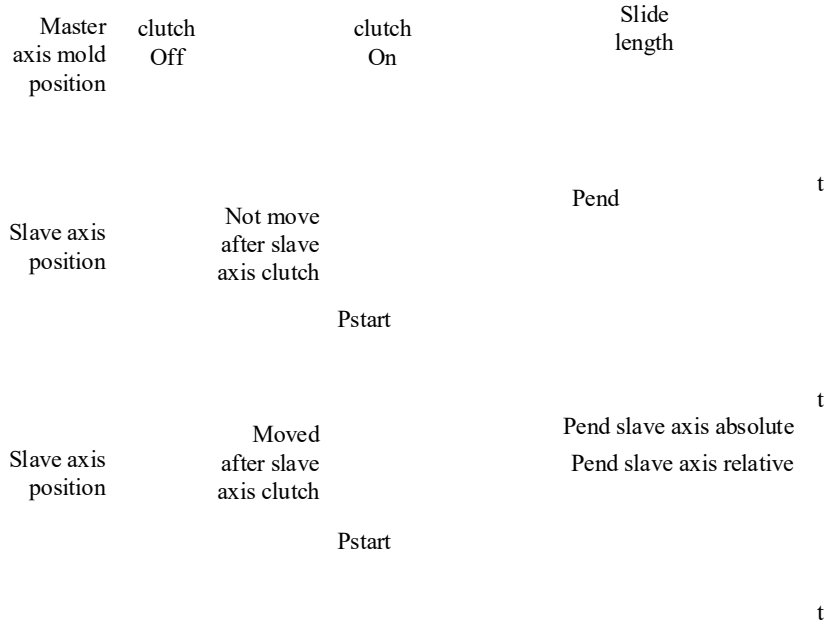 Master
axis mold
position
clutch
Off
clutch
On
Slide
length
t
Slave axis
position
Not move
after slave
axis clutch
Pstart
Pend
t
Slave axis
position
Moved
after slave
axis clutch
Pstart
Pend slave axis absolute
Pend slave axis relative
t